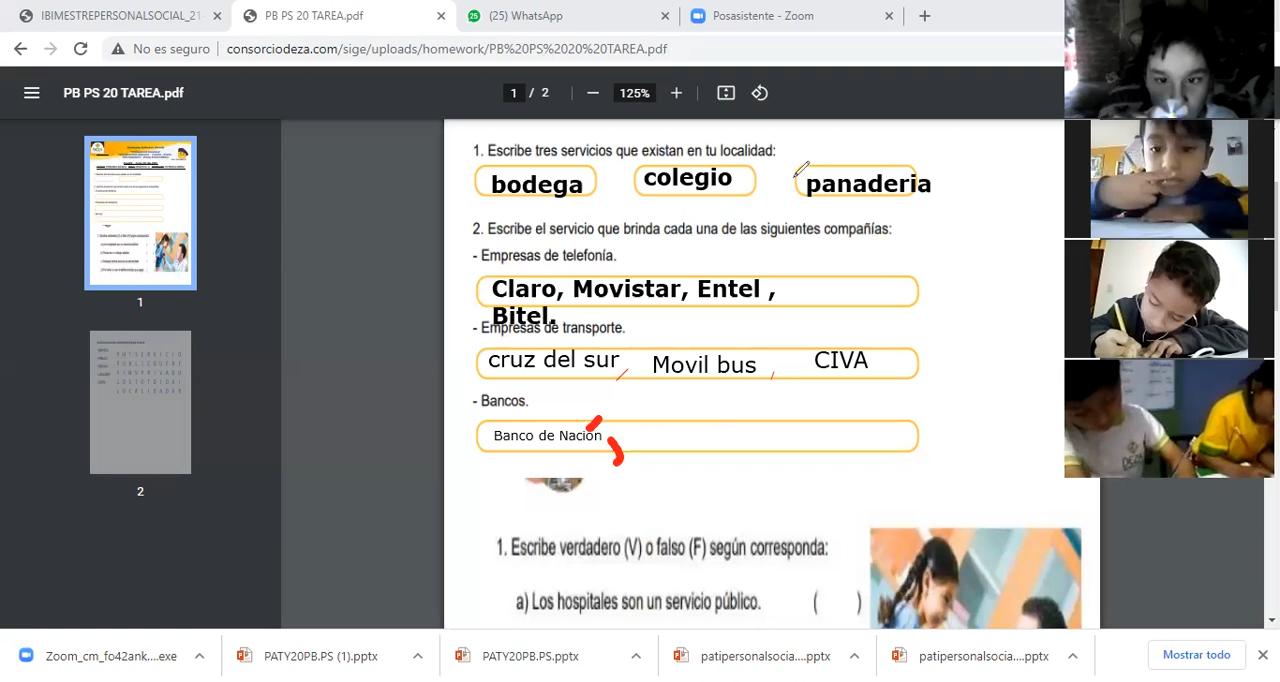 IBIMESTREPERSONALSOCIAL_21-
PB PS 20 TAREA.pdf
(25) WhatsApp
Posasistente - Zoom
No es seguro
consorciodeza.com/sige/uploads/homework/PB%20PS%2020%20TAREA.pdf
PB PS 20 TAREA.pdf
1 / 2
125%
1. Escribe tres servicios que existan en tu localidad:
bodega colegio panaderia
2. Escribe el servicio que brinda cada una de las siguientes compañías:
- Empresas de telefonía.
Claro, Movistar, Entel ,
Bitel.
- Empresas de transporte.
cruz del sur, Movil bus, CIVA
- Bancos.
Banco de Nación,
1. Escribe verdadero (V) o falso (F) según corresponda:
a) Los hospitales son un servicio público. ( )
1
2
DEZA
Zoom_cm_fo42ank....exe
PATY20PB.PS (1).pptx
PATY20PB.PS.pptx
patipersonalsocia....pptx
patipersonalsocia....pptx
Mostrar todo